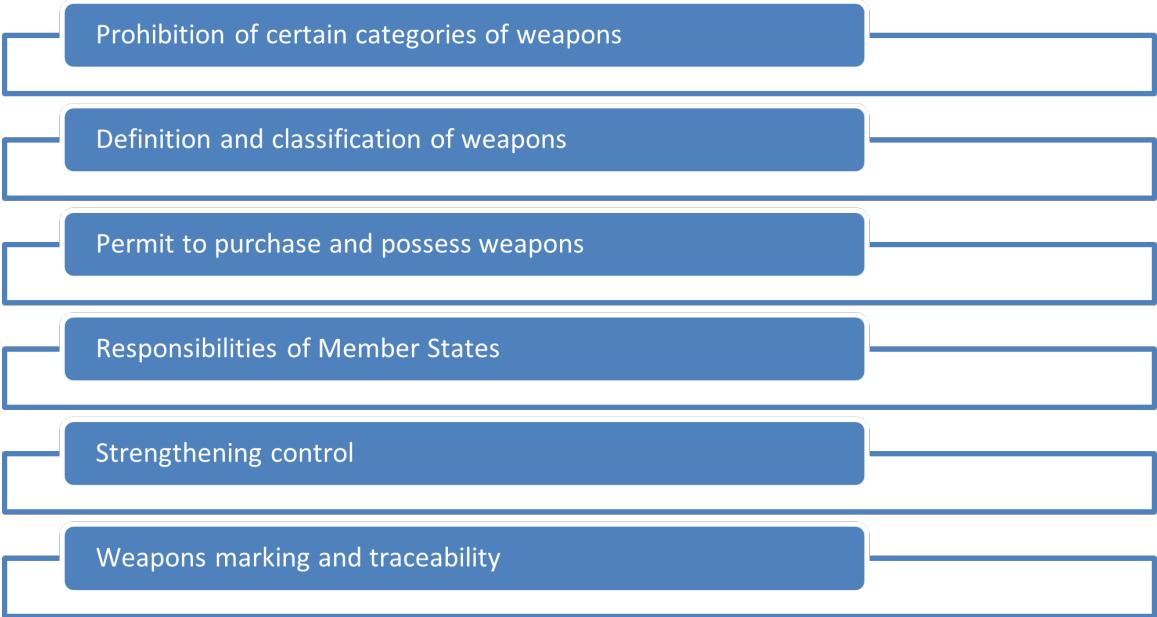 Prohibition of certain categories of weapons
Definition and classification of weapons
Permit to purchase and possess weapons
Responsibilities of Member States
Strengthening control
Weapons marking and traceability